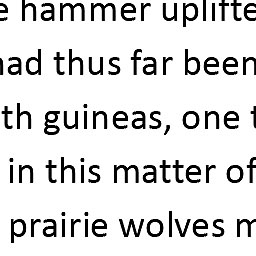 e hammer uplifte
had thus far been
th guineas, one t
in this matter of
prairie wolves m